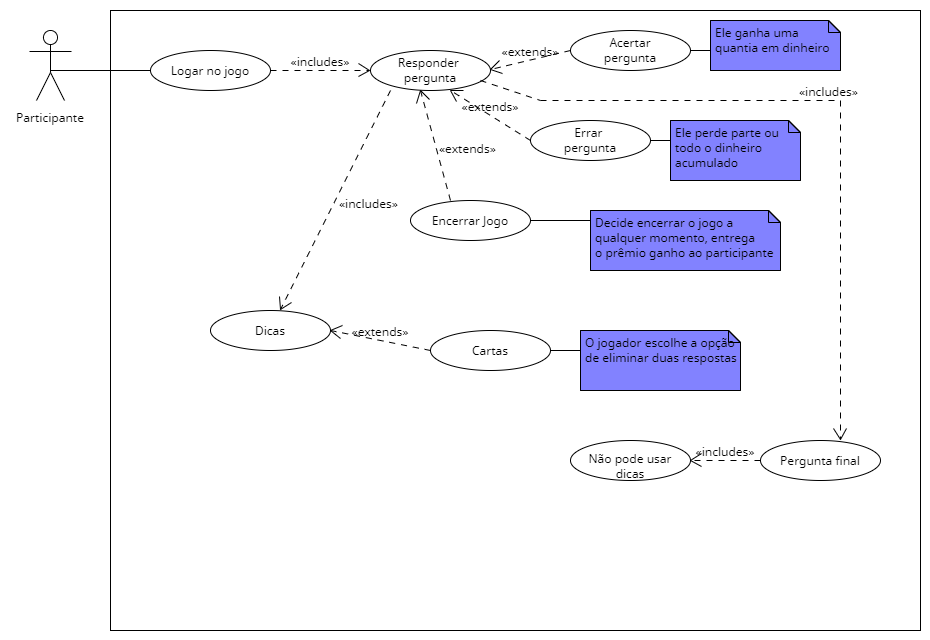 Participante
Logar no jogo
«includes»
Responder
pergunta
«extends»
Acertar
pergunta
Ele ganha uma
quantia em dinheiro
«includes»
«extends»
Errar
pergunta
Ele perde parte ou
todo o dinheiro
acumulado
«extends»
«includes»
Encerrar Jogo
Decide encerrar o jogo a
qualquer momento, entrega
o prêmio ganho ao participante
Dicas
«extends»
Cartas
O jogador escolhe a opção
de eliminar duas respostas
Não pode usar
dicas
«includes»
Pergunta final